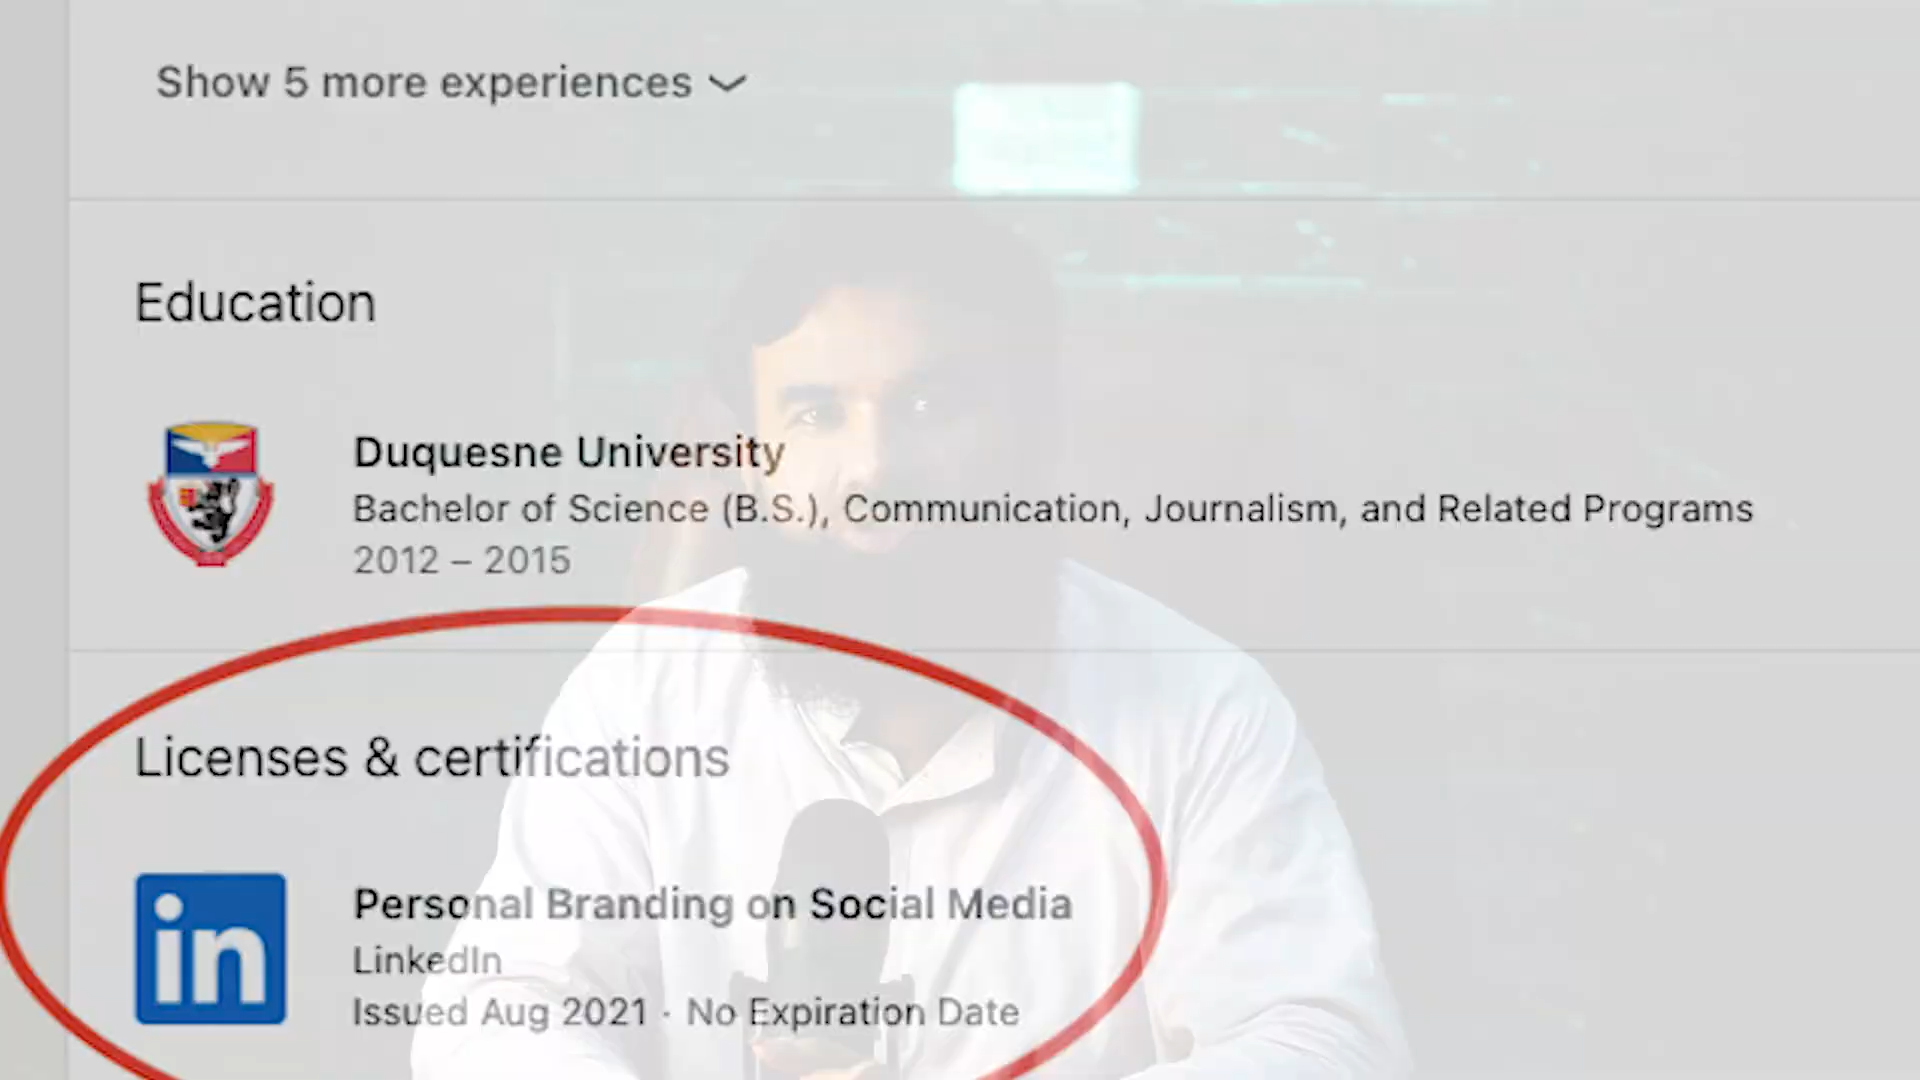 Show 5 more experiences
Education
Duquesne University
Bachelor of Science (B.S.), Communication, Journalism, and Related Programs
2012 – 2015
Licenses & certifications
in
Personal Branding on Social Media
LinkedIn
Issued Aug 2021 · No Expiration Date